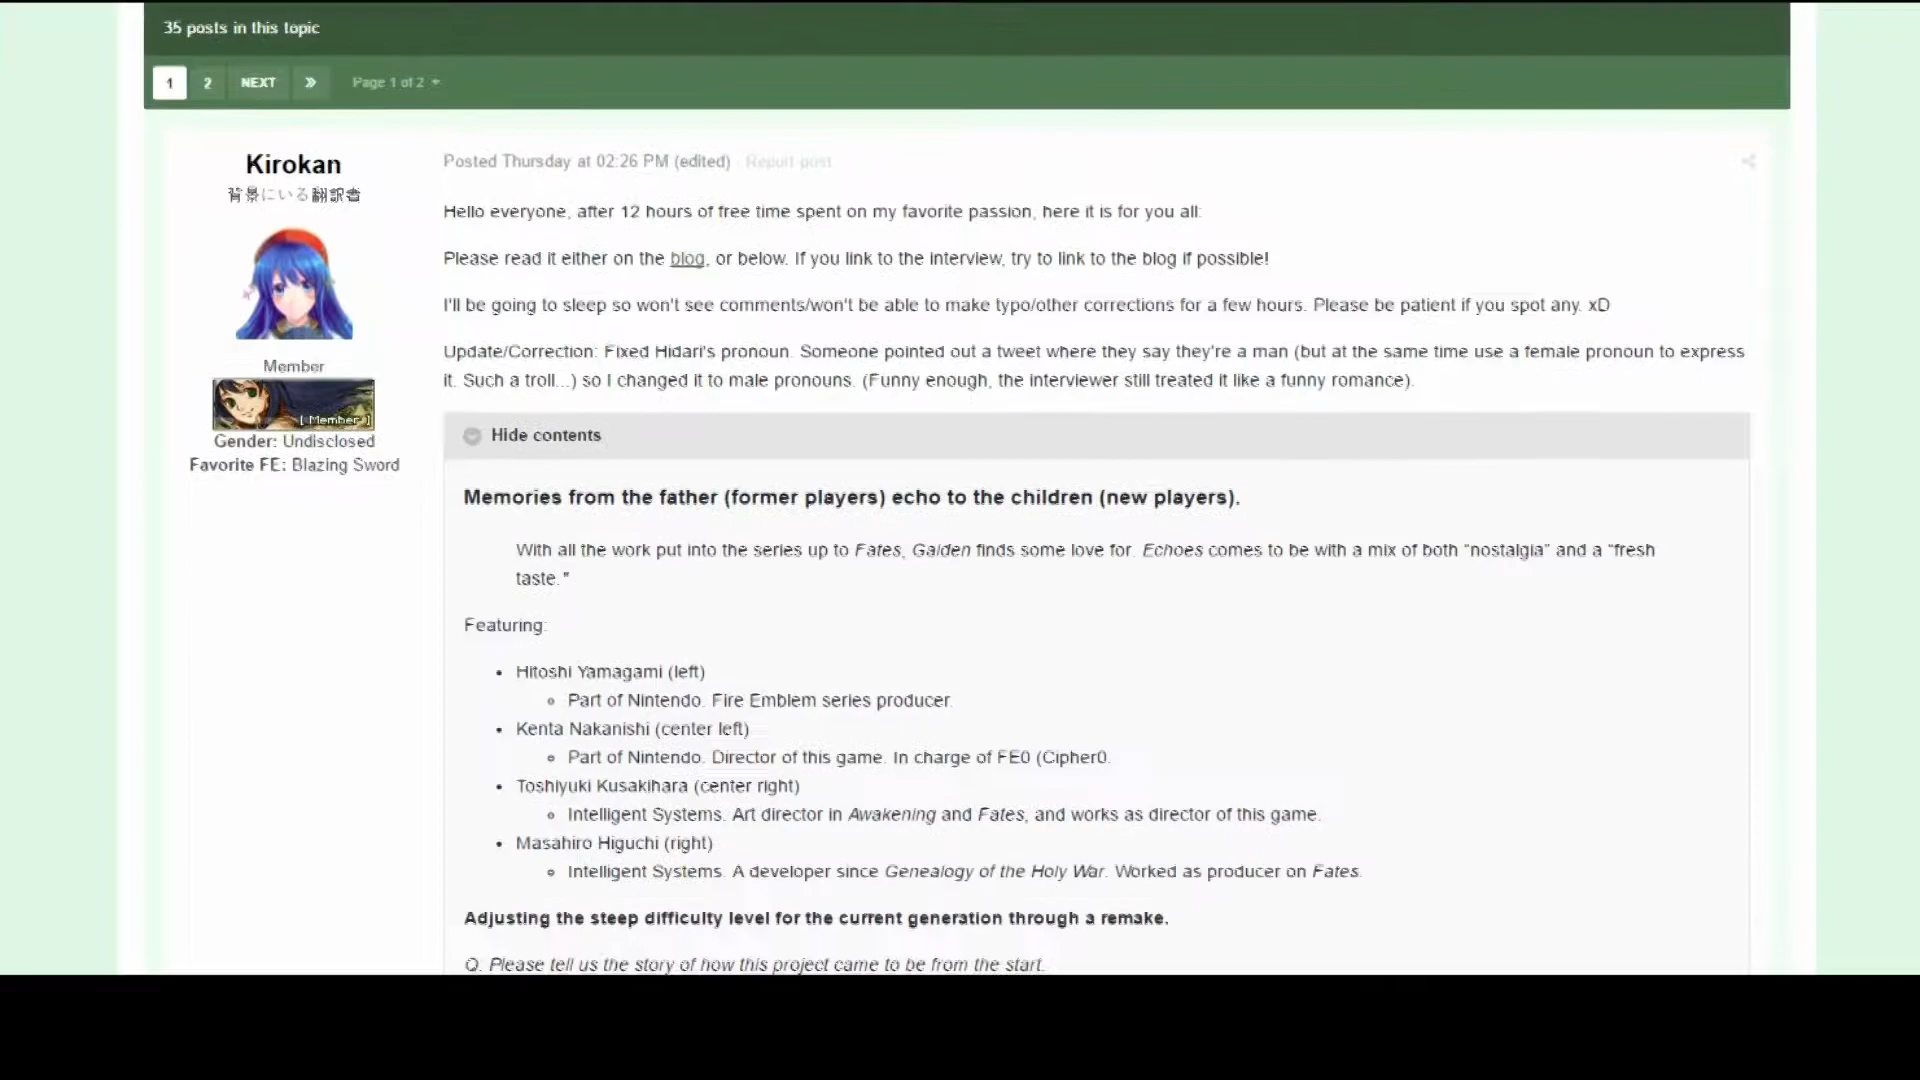 35 posts in this topic
1 2 NEXT » Page 1 of 2
Kirokan
背景にいる翻訳者
Member
[ Member ]
Gender: Undisclosed
Favorite FE: Blazing Sword
Posted Thursday at 02:26 PM (edited) · Report post
Hello everyone, after 12 hours of free time spent on my favorite passion, here it is for you all:
Please read it either on the blog, or below. If you link to the interview, try to link to the blog if possible!
I'll be going to sleep so won't see comments/won't be able to make typo/other corrections for a few hours. Please be patient if you spot any. xD
Update/Correction: Fixed Hidari's pronoun. Someone pointed out a tweet where they say they're a man (but at the same time use a female pronoun to express
it. Such a troll...) so I changed it to male pronouns. (Funny enough, the interviewer still treated it like a funny romance).
Hide contents
Memories from the father (former players) echo to the children (new players).
With all the work put into the series up to Fates, Gaiden finds some love for. Echoes comes to be with a mix of both “nostalgia” and a “fresh
taste.”
Featuring:
• Hitoshi Yamagami (left)
◦ Part of Nintendo. Fire Emblem series producer.
• Kenta Nakanishi (center left)
◦ Part of Nintendo. Director of this game. In charge of FE0 (Cipher0.
• Toshiyuki Kusakihara (center right)
◦ Intelligent Systems. Art director in Awakening and Fates, and works as director of this game.
• Masahiro Higuchi (right)
◦ Intelligent Systems. A developer since Genealogy of the Holy War. Worked as producer on Fates.
Adjusting the steep difficulty level for the current generation through a remake.
Q. Please tell us the story of how this project came to be from the start.